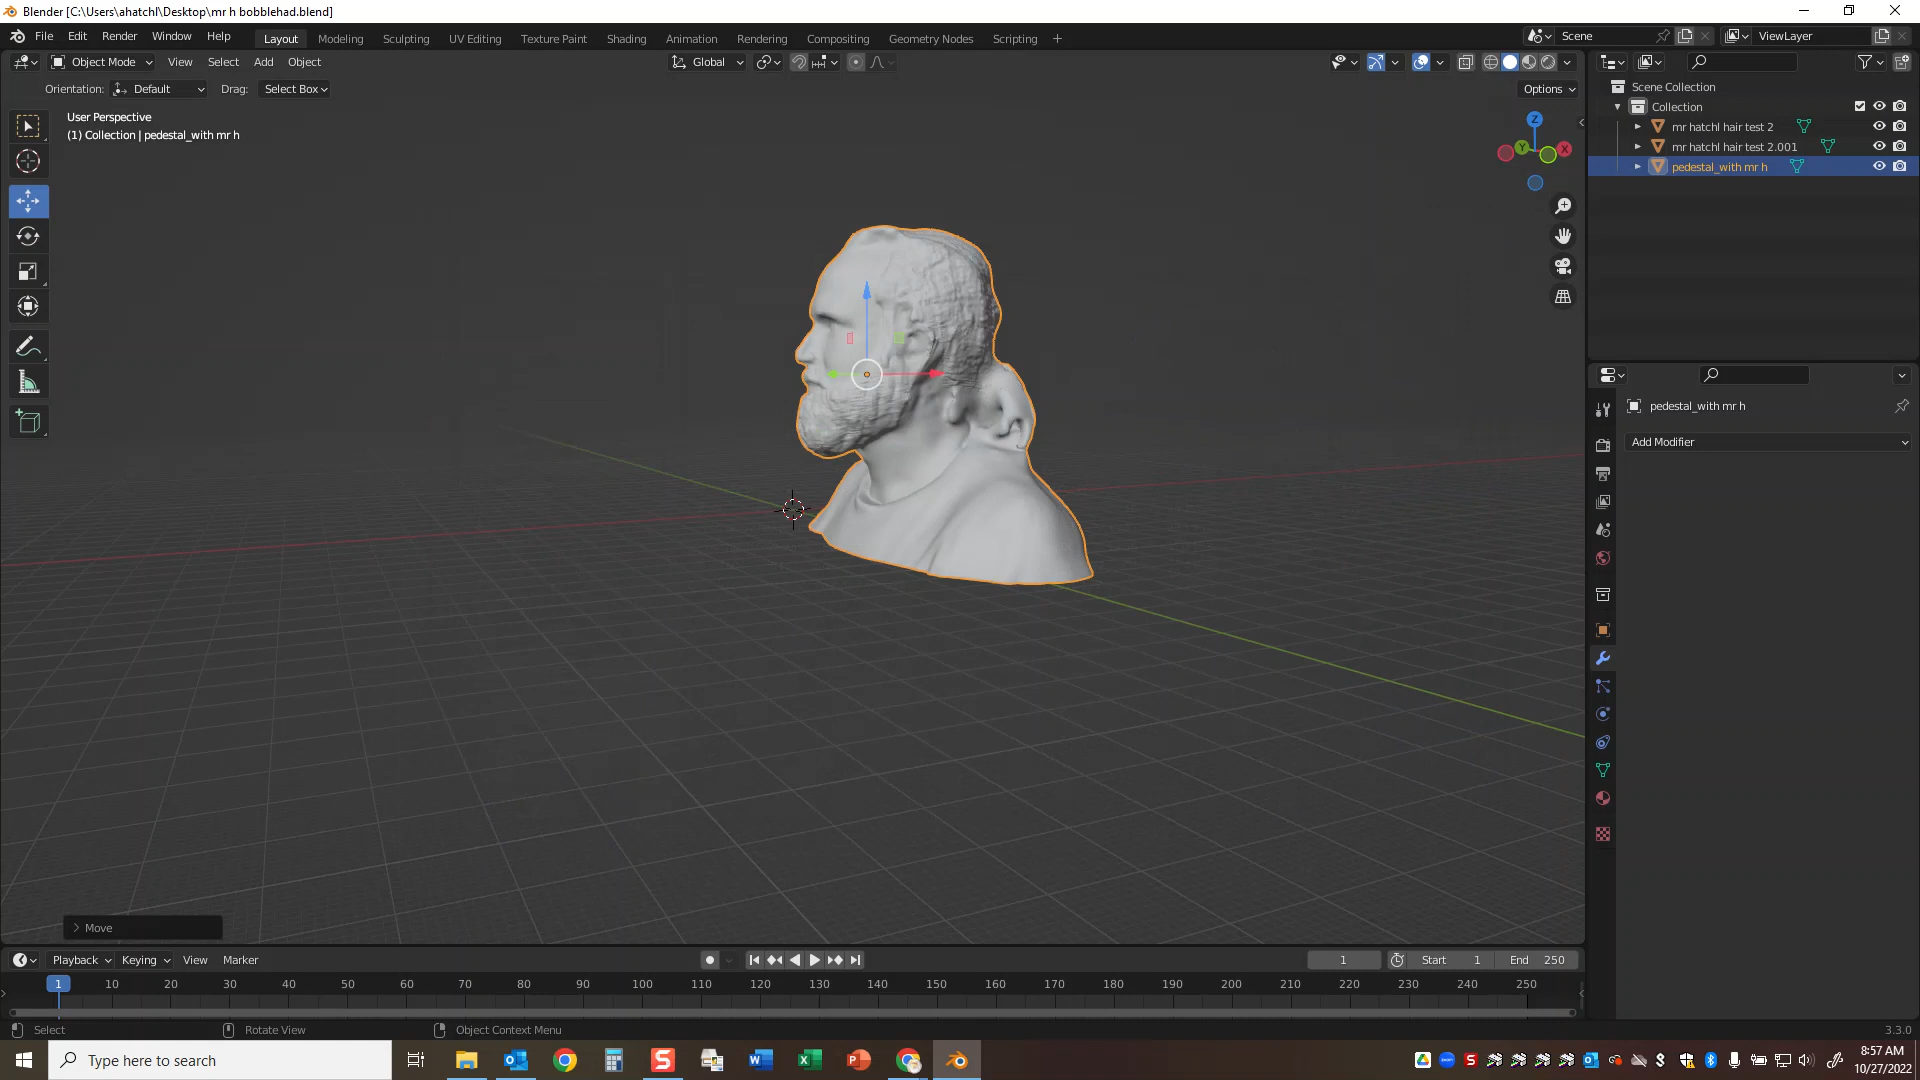 Blender [C:\Users\ahatchl\Desktop\mr h bobblehad.blend]
File Edit Render Window Help Layout Modeling Sculpting UV Editing Texture Paint Shading Animation Rendering Compositing Geometry Nodes Scripting + Scene ViewLayer
Object Mode View Select Add Object Global
Orientation: Default Drag: Select Box Options
User Perspective
(1) Collection | pedestal_with mr h
Z
Y
X
Scene Collection
Collection
mr hatchl hair test 2
mr hatchl hair test 2.001
pedestal_with mr h
pedestal_with mr h
Add Modifier
Move
Playback Keying View Marker 1 Start 1 End 250
1 10 20 30 40 50 60 70 80 90 100 110 120 130 140 150 160 170 180 190 200 210 220 230 240 250
Select Rotate View Object Context Menu 3.3.0
Type here to search
8:57 AM
10/27/2022